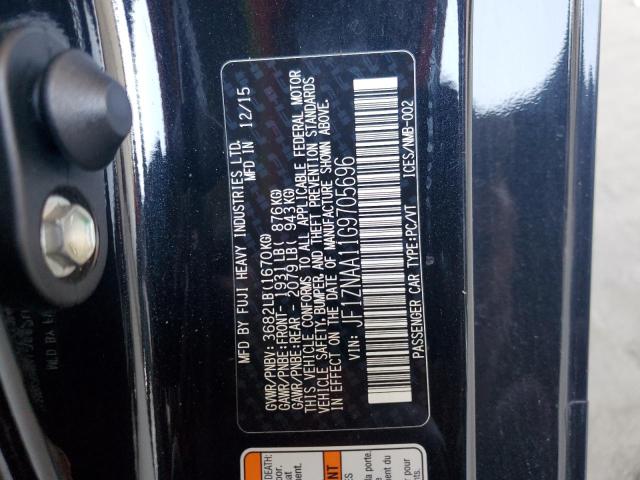 MFD BY FUJI HEAVY INDUSTRIES LTD.
MFD IN 12/15
GVWR/PNBV: 3682LB(1670KG)
GAWR/PNBE:FRONT- 1931LB( 876KG)
GAWR/PNBE:REAR- 2079LB( 943KG)
THIS VEHICLE CONFORMS TO ALL APPLICABLE FEDERAL MOTOR
VEHICLE SAFETY, BUMPER, AND THEFT PREVENTION STANDARDS
IN EFFECT ON THE DATE OF MANUFACTURE SHOWN ABOVE.
VIN: JF1ZNAA11G9705696
PASSENGER CAR TYPE:PC/VT ICES/NMB-002
DEATH:
la porte.